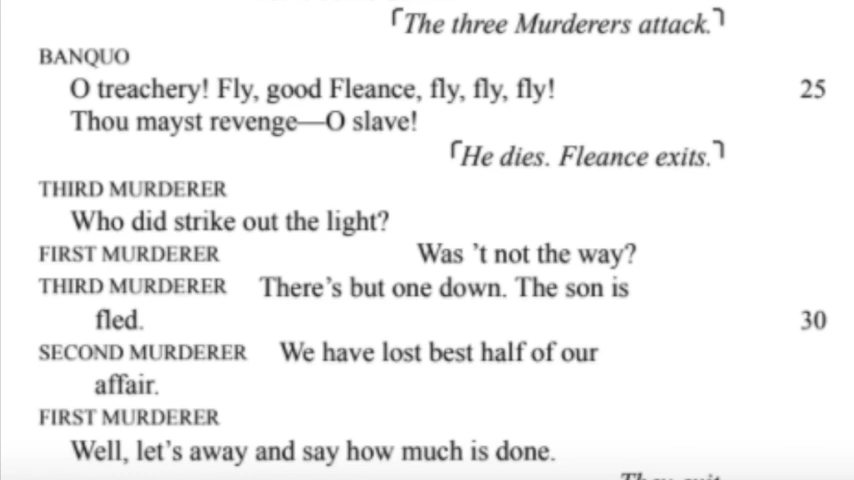 ⌜The three Murderers attack.⌝
BANQUO
O treachery! Fly, good Fleance, fly, fly, fly! 25
Thou mayst revenge—O slave!
⌜He dies. Fleance exits.⌝
THIRD MURDERER
Who did strike out the light?
FIRST MURDERER Was ’t not the way?
THIRD MURDERER There’s but one down. The son is
fled. 30
SECOND MURDERER We have lost best half of our
affair.
FIRST MURDERER
Well, let’s away and say how much is done.